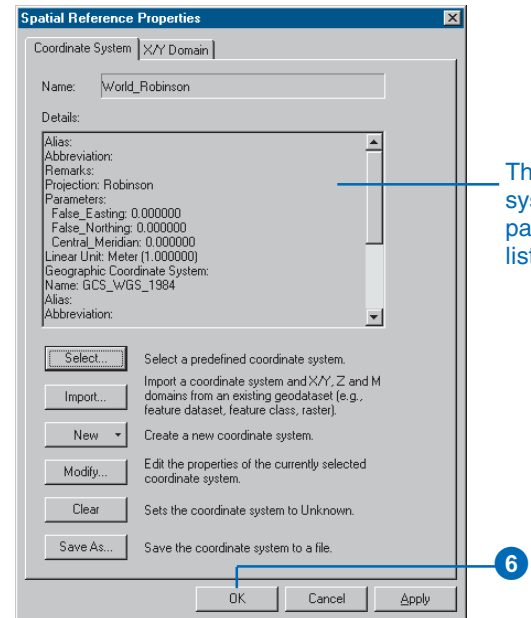 Spatial Reference Properties
Coordinate System
X/Y Domain
Name:
World_Robinson
Details:
Alias:
Abbreviation:
Remarks:
Projection: Robinson
Parameters:
False_Easting: 0.000000
False_Northing: 0.000000
Central_Meridian: 0.000000
Linear Unit: Meter (1.000000)
Geographic Coordinate System:
Name: GCS_WGS_1984
Alias:
Abbreviation:
Select...
Select a predefined coordinate system.
Import...
Import a coordinate system and X/Y, Z and M
domains from an existing geodataset (e.g.,
feature dataset, feature class, raster).
New
Create a new coordinate system.
Modify...
Edit the properties of the currently selected
coordinate system.
Clear
Sets the coordinate system to Unknown.
Save As...
Save the coordinate system to a file.
OK
Cancel
Apply
Th
sys
pa
list
6